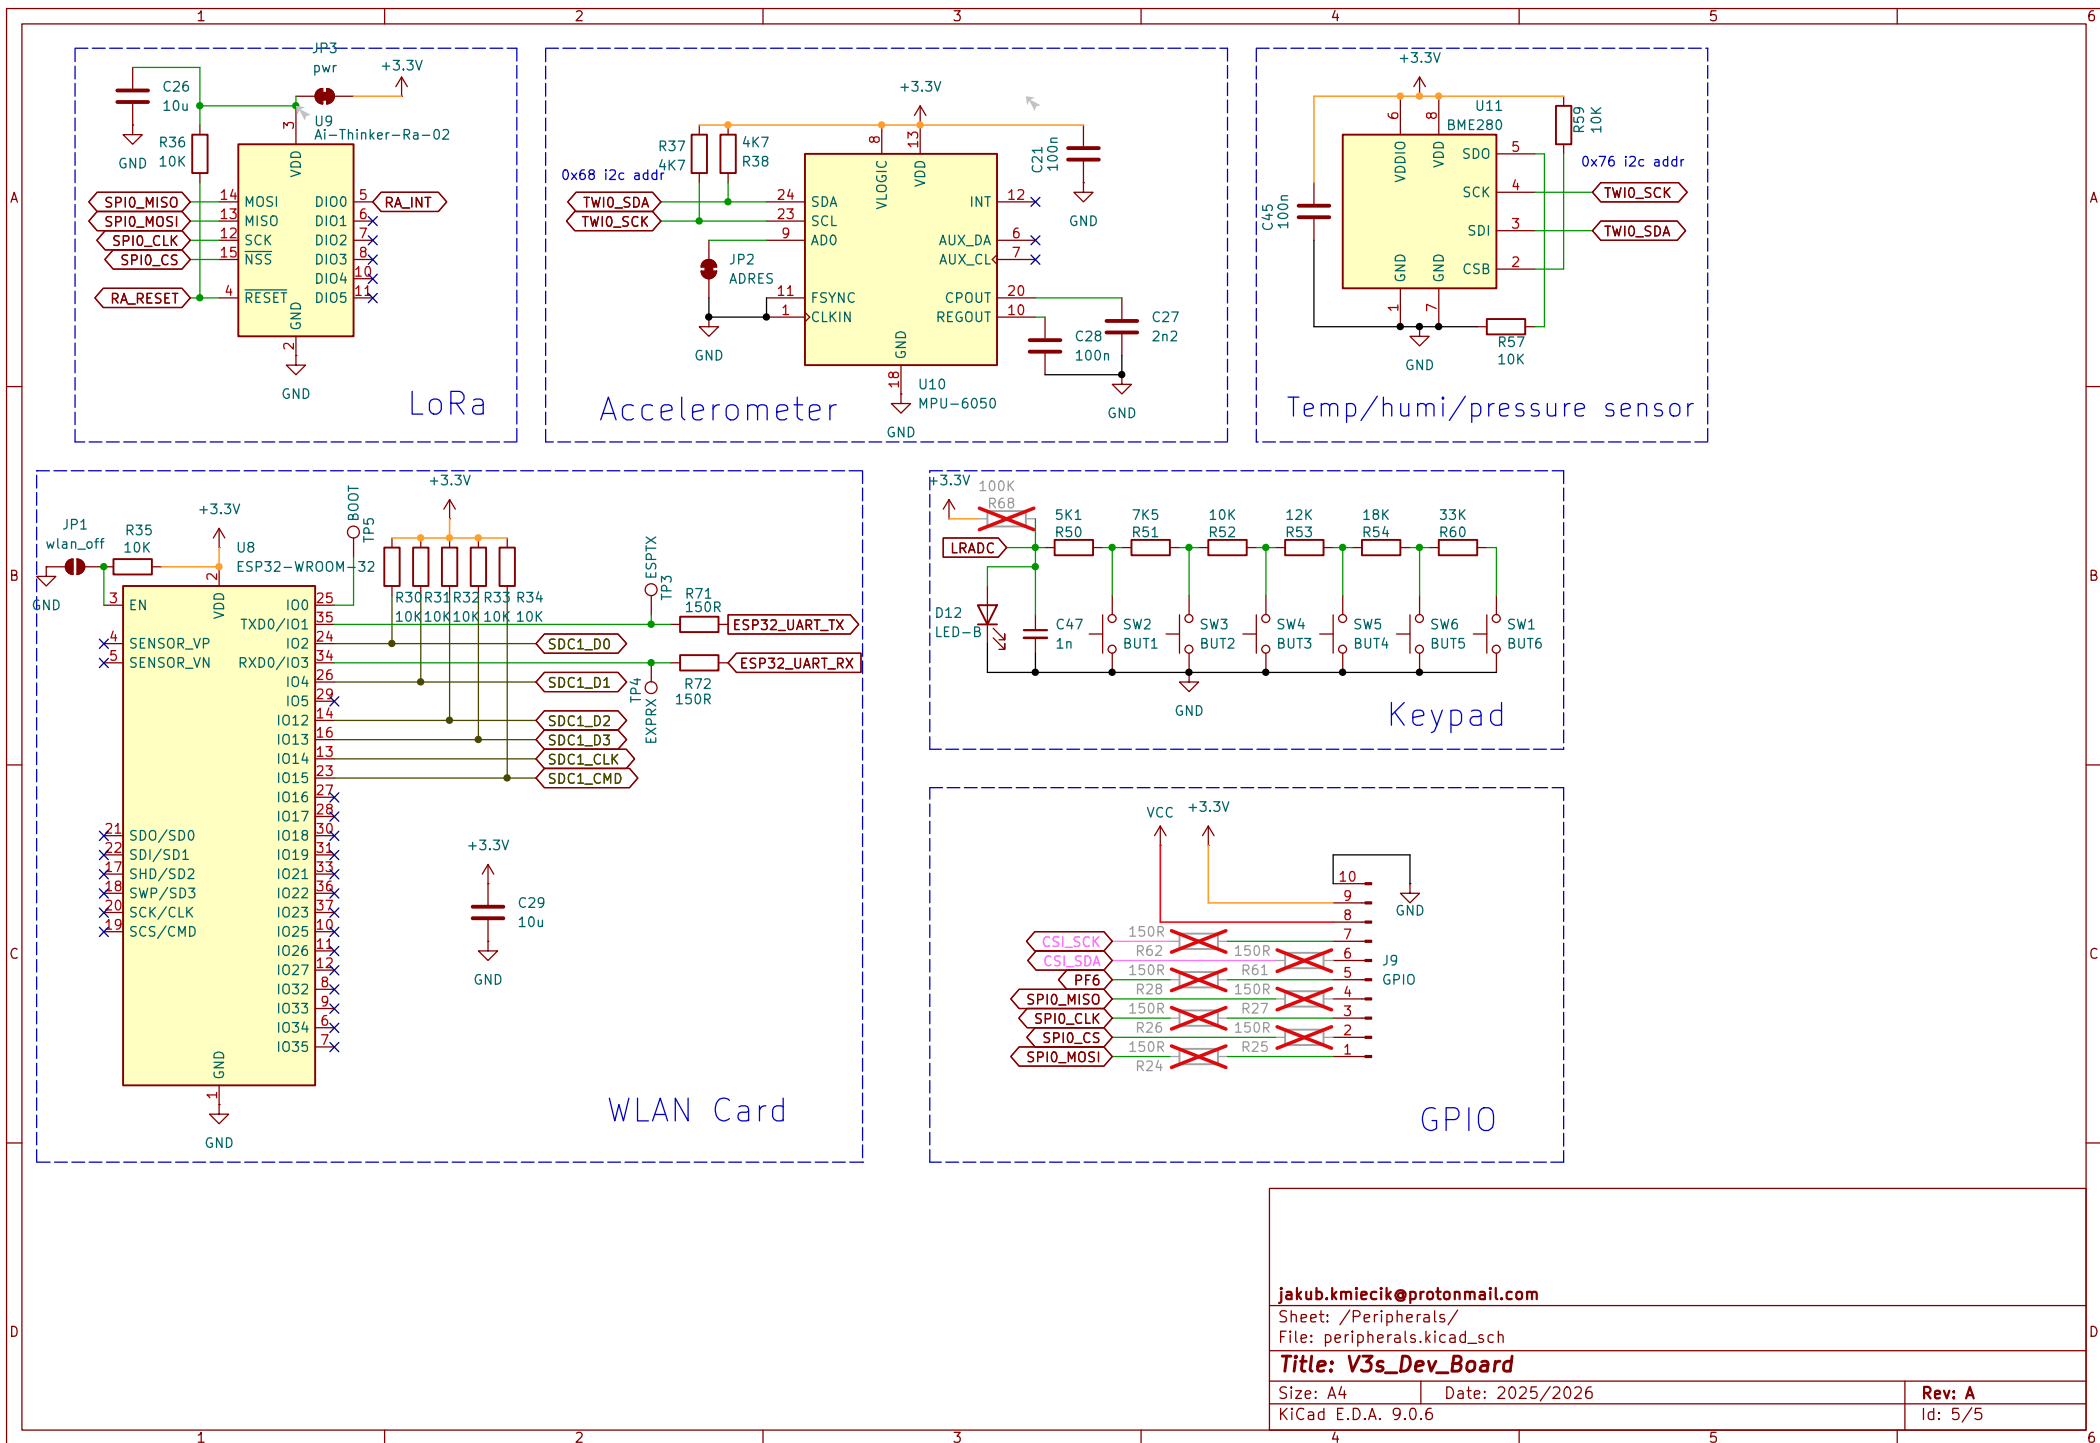 1 2 3 4 5 6
A
B
C
D
JP3
pwr
+3.3V
C26
10u
GND
R36
10K
U9
Ai-Thinker-Ra-02
3
VDD
SPI0_MISO 14 MOSI
SPI0_MOSI 13 MISO
SPI0_CLK 12 SCK
SPI0_CS 15 NSS
RA_RESET 4 RESET
DIO0 5 RA_INT
DIO1 6
DIO2 7
DIO3 8
DIO4 10
DIO5 11
GND
2
GND
LoRa
+3.3V
R37
4K7
4K7
R38
0x68 i2c addr
8
VLOGIC
13
VDD
C21
100n
GND
TWI0_SDA 24 SDA
TWI0_SCK 23 SCL
9 AD0
JP2
ADRES
11 FSYNC
1 CLKIN
GND
INT 12
AUX_DA 6
AUX_CL 7
CPOUT 20
REGOUT 10
C28
100n
C27
2n2
GND
GND
18
GND
U10
MPU-6050
Accelerometer
+3.3V
U11
BME280
R59
10K
0x76 i2c addr
6
VDDIO
8
VDD
SDO 5
SCK 4 TWI0_SCK
SDI 3 TWI0_SDA
CSB 2
C45
100n
GND
GND
1
7
R57
10K
GND
Temp/humi/pressure sensor
JP1
wlan_off
R35
10K
+3.3V
U8
ESP32-WROOM-32
GND
BOOT
TP5
+3.3V
R30 R31 R32 R33 R34
10K 10K 10K 10K 10K
2
VDD
3 EN
4 SENSOR_VP
5 SENSOR_VN
21 SDO/SD0
22 SDI/SD1
17 SHD/SD2
18 SWP/SD3
20 SCK/CLK
19 SCS/CMD
IO0 25
TXD0/IO1 35
IO2 24
RXD0/IO3 34
IO4 26
IO5 29
IO12 14
IO13 16
IO14 13
IO15 23
IO16 27
IO17 28
IO18 30
IO19 31
IO21 33
IO22 36
IO23 37
IO25 10
IO26 11
IO27 12
IO32 8
IO33 9
IO34 6
IO35 7
GND
1
GND
ESPTX
TP3
R71
150R
ESP32_UART_TX
SDC1_D0
ESP32_UART_RX
R72
150R
TP4
EXPRX
SDC1_D1
SDC1_D2
SDC1_D3
SDC1_CLK
SDC1_CMD
+3.3V
C29
10u
GND
WLAN Card
+3.3V
100K
R68
LRADC
5K1
R50
7K5
R51
10K
R52
12K
R53
18K
R54
33K
R60
D12
LED-B
C47
1n
SW2
BUT1
SW3
BUT2
SW4
BUT3
SW5
BUT4
SW6
BUT5
SW1
BUT6
GND
Keypad
VCC
+3.3V
10
9
8
7
6
5
4
3
2
1
GND
J9
GPIO
CSI_SCK 150R R62
CSI_SDA 150R R61
PF6 150R R28
SPI0_MISO 150R R27
SPI0_CLK 150R R26
SPI0_CS 150R R25
SPI0_MOSI 150R R24
GPIO
jakub.kmiecik@protonmail.com
Sheet: /Peripherals/
File: peripherals.kicad_sch
Title: V3s_Dev_Board
Size: A4 Date: 2025/2026 Rev: A
KiCad E.D.A. 9.0.6 Id: 5/5
A
B
C
D
1 2 3 4 5 6